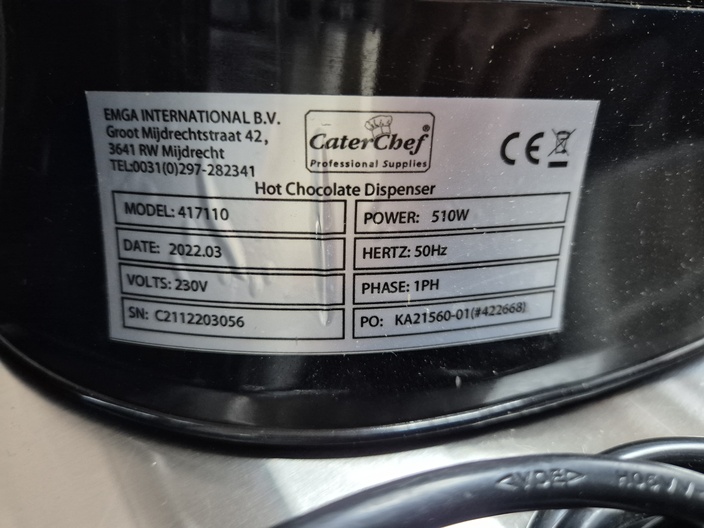 EMGA INTERNATIONAL B.V.
Groot Mijdrechtstraat 42,
3641 RW Mijdrecht
TEL:0031(0)297-282341
CaterChef®
Professional Supplies
CE
Hot Chocolate Dispenser
MODEL: 417110
POWER: 510W
DATE: 2022.03
HERTZ: 50Hz
VOLTS: 230V
PHASE: 1PH
SN: C2112203056
PO: KA21560-01(#422668)
◁VDE▷ H05VV-